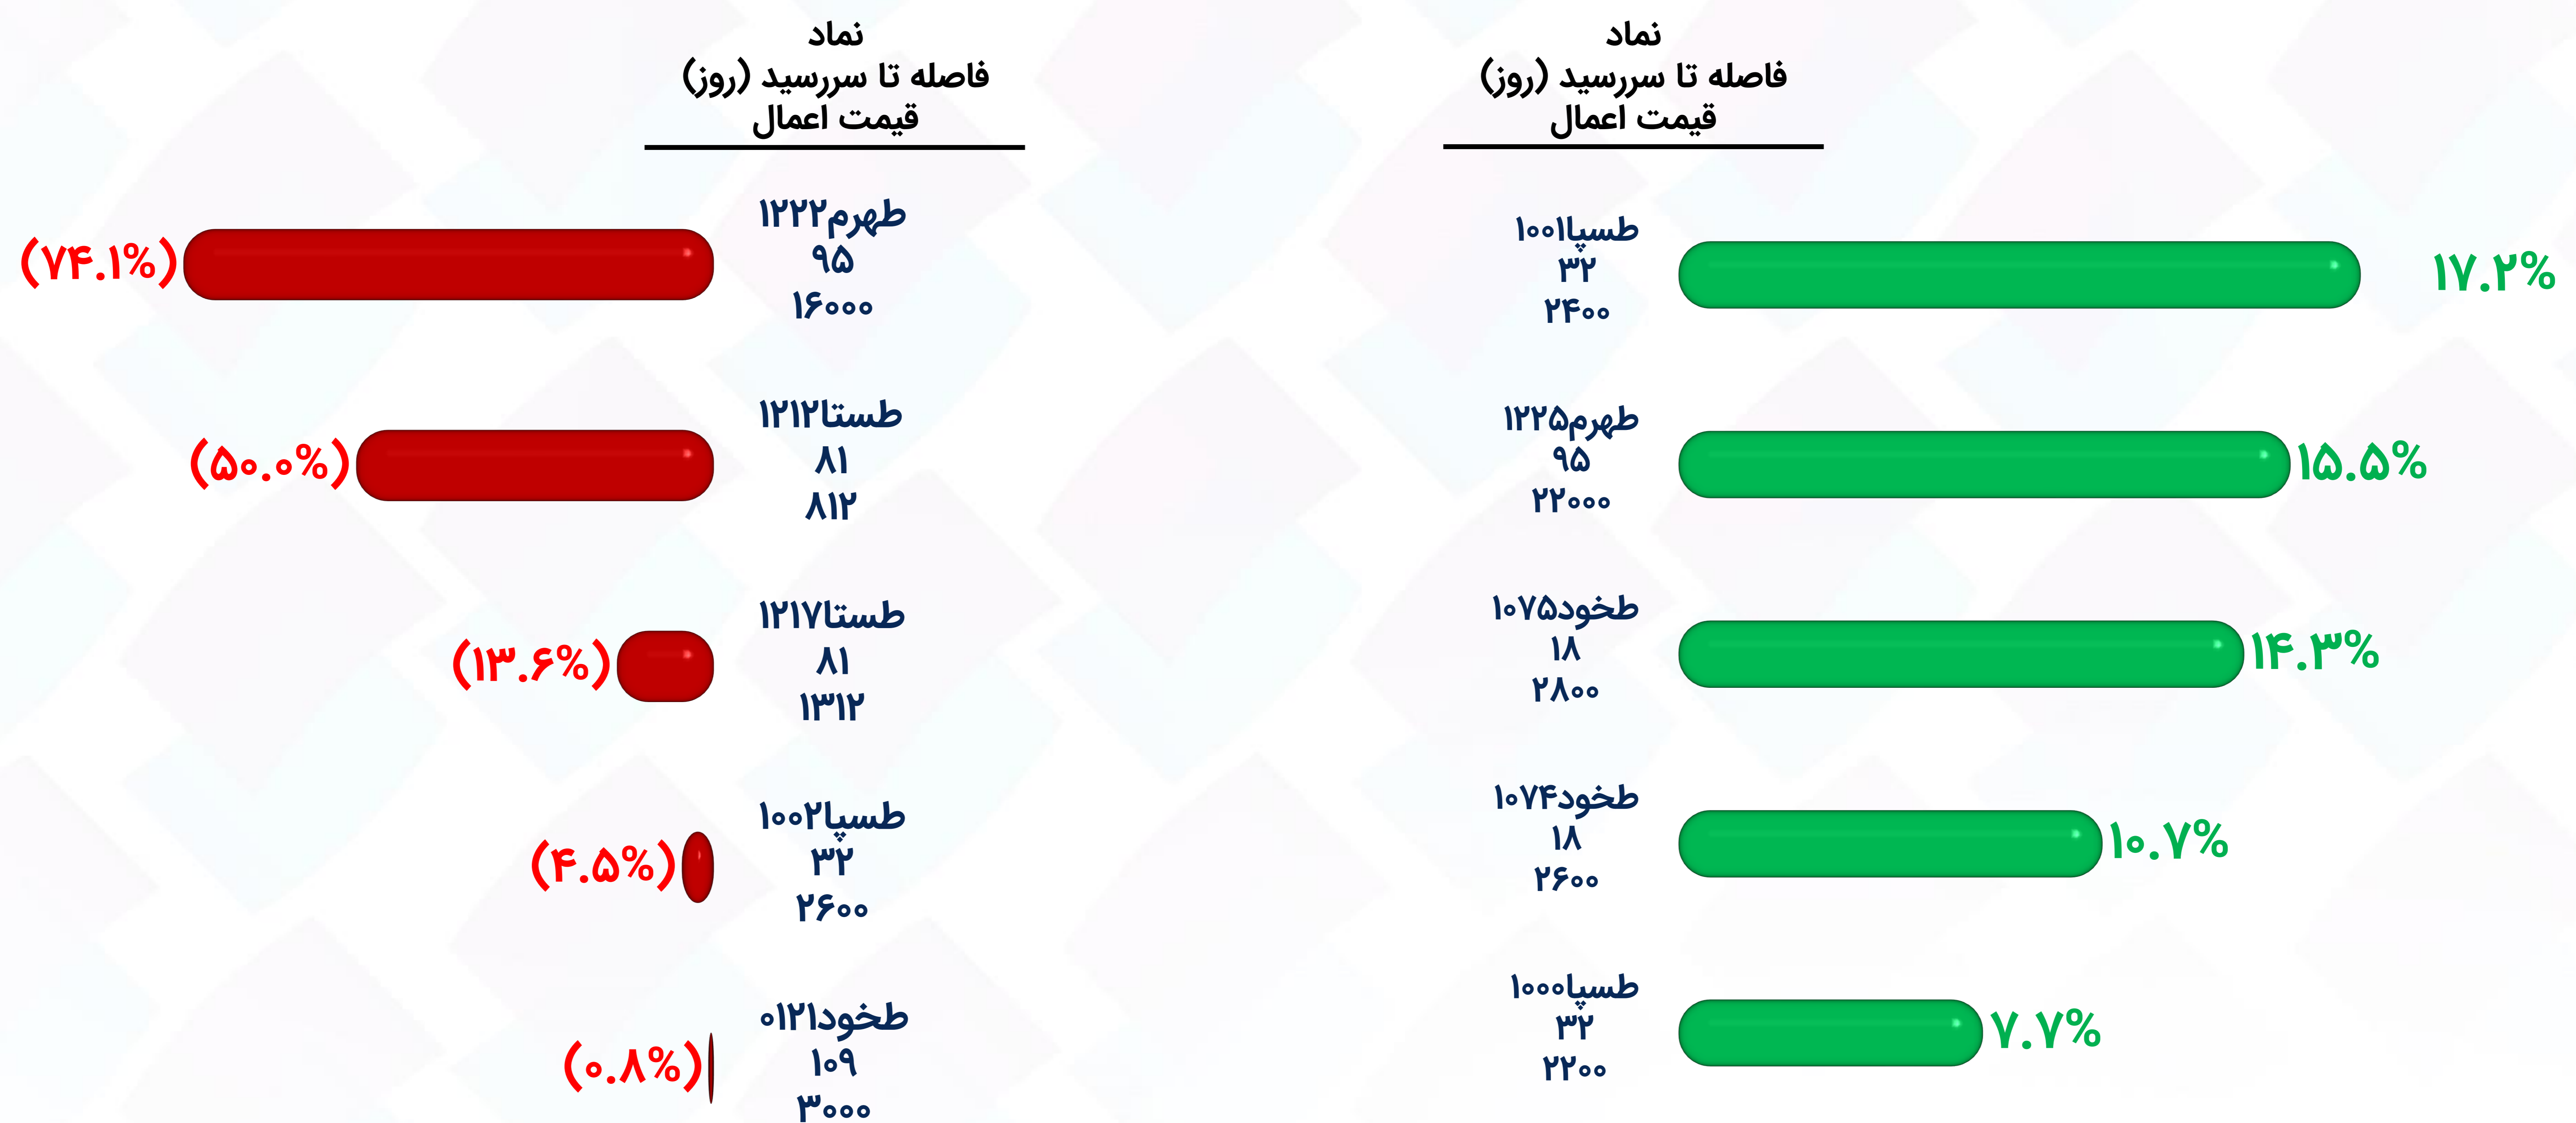 نماد
فاصله تا سررسید (روز)
قیمت اعمال
طسپا۱۰۰۱
۳۲
۲۴۰۰
۱۷.۲%
طهرم۱۲۲۵
۹۵
۲۲۰۰۰
۱۵.۵%
طخود۱۰۷۵
۱۸
۲۸۰۰
۱۴.۳%
طخود۱۰۷۴
۱۸
۲۶۰۰
۱۰.۷%
طسپا۱۰۰۰
۳۲
۲۲۰۰
۷.۷%
نماد
فاصله تا سررسید (روز)
قیمت اعمال
طهرم۱۲۲۲
۹۵
۱۶۰۰۰
(۷۴.۱%)
طستا۱۲۱۲
۸۱
۸۱۲
(۵۰.۰%)
طستا۱۲۱۷
۸۱
۱۳۱۲
(۱۳.۶%)
طسپا۱۰۰۲
۳۲
۲۶۰۰
(۴.۵%)
طخود۰۱۲۱
۱۰۹
۳۰۰۰
(۰.۸%)